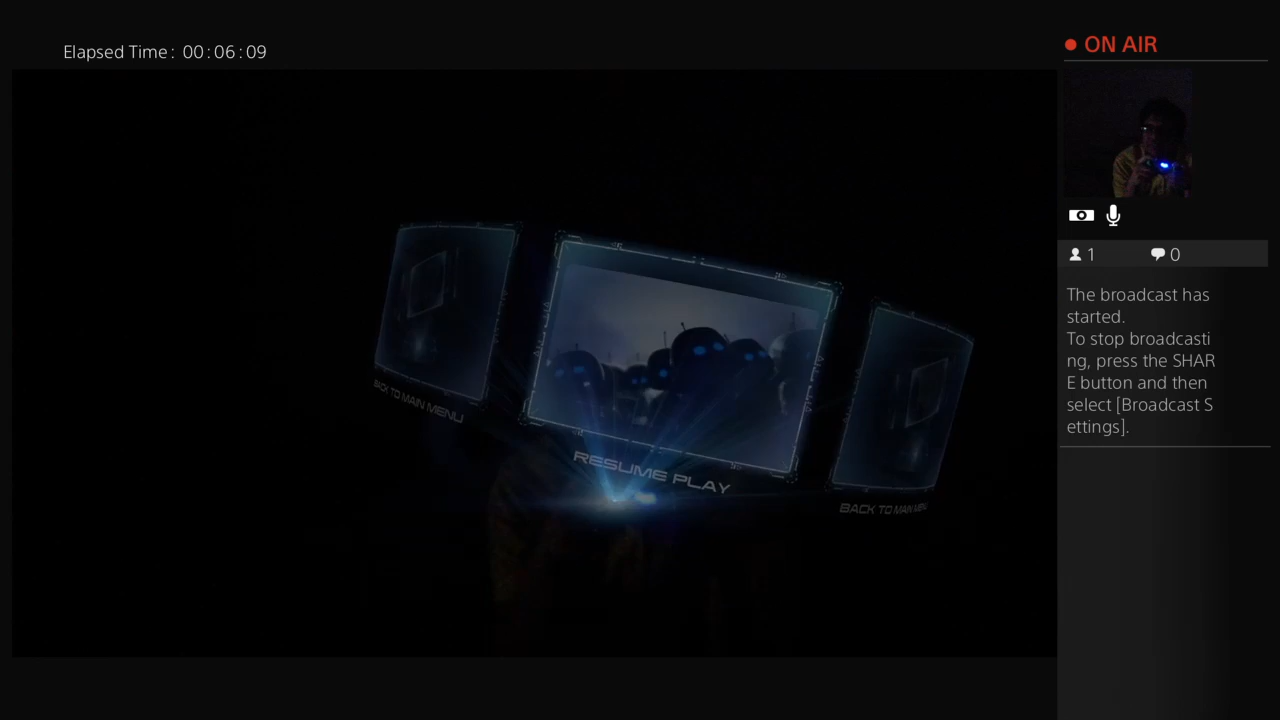 Elapsed Time: 00:06:09
ON AIR
1
0
The broadcast has
started.
To stop broadcasti
ng, press the SHAR
E button and then
select [Broadcast S
ettings].
BACK TO MAIN MENU
RESUME PLAY
BACK TO MAIN MENU